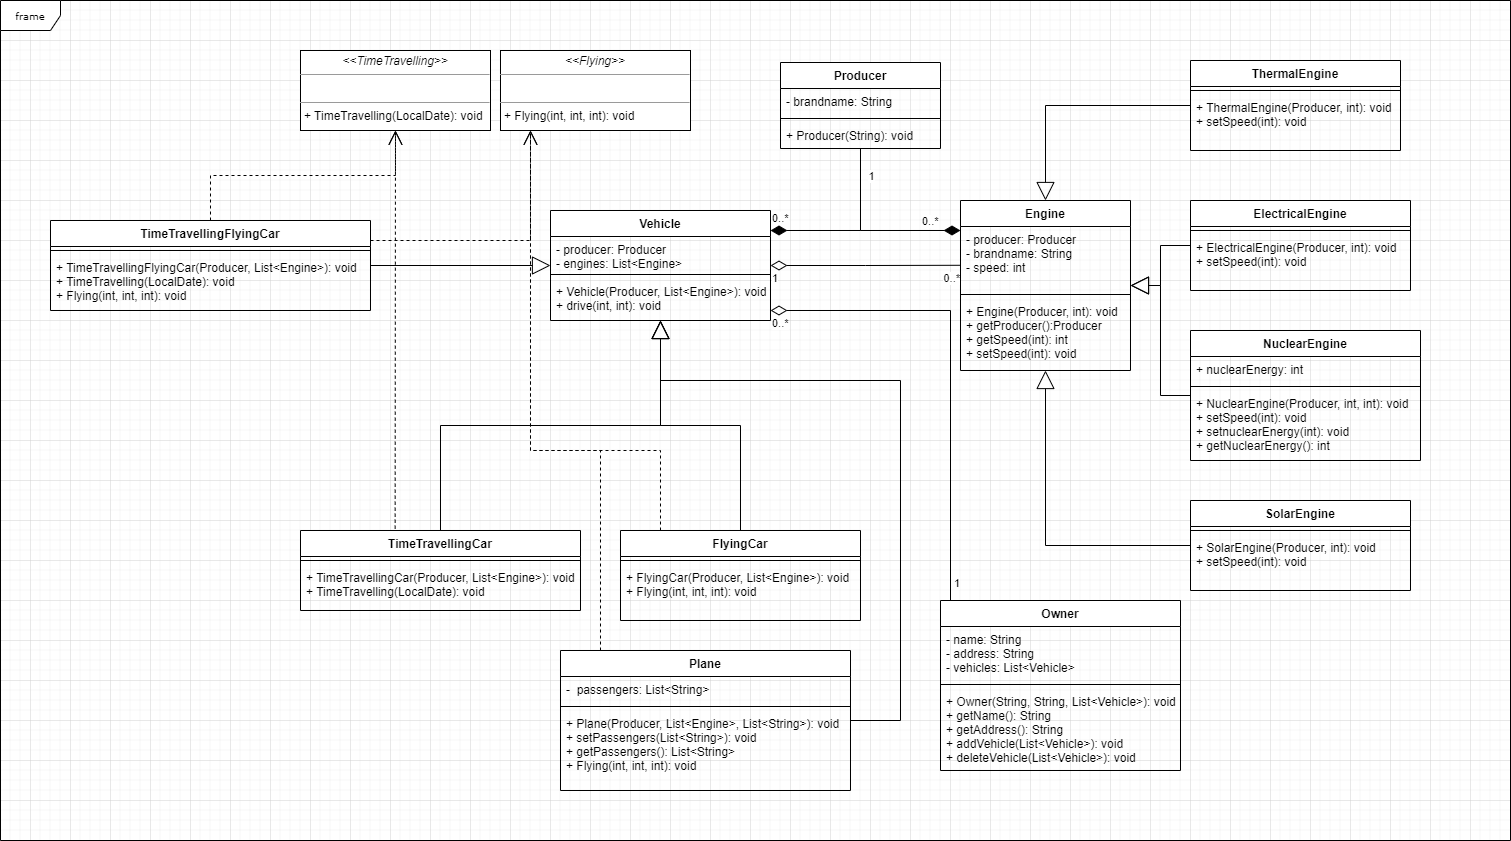 frame
<<TimeTravelling>>
+ TimeTravelling(LocalDate): void
<<Flying>>
+ Flying(int, int, int): void
Producer
- brandname: String
+ Producer(String): void
1
ThermalEngine
+ ThermalEngine(Producer, int): void
+ setSpeed(int): void
TimeTravellingFlyingCar
+ TimeTravellingFlyingCar(Producer, List<Engine>): void
+ TimeTravelling(LocalDate): void
+ Flying(int, int, int): void
Vehicle
- producer: Producer
- engines: List<Engine>
+ Vehicle(Producer, List<Engine>): void
+ drive(int, int): void
0..*
0..*
1
0..*
0..*
Engine
- producer: Producer
- brandname: String
- speed: int
+ Engine(Producer, int): void
+ getProducer():Producer
+ getSpeed(int): int
+ setSpeed(int): void
ElectricalEngine
+ ElectricalEngine(Producer, int): void
+ setSpeed(int): void
NuclearEngine
+ nuclearEnergy: int
+ NuclearEngine(Producer, int, int): void
+ setSpeed(int): void
+ setnuclearEnergy(int): void
+ getNuclearEnergy(): int
SolarEngine
+ SolarEngine(Producer, int): void
+ setSpeed(int): void
TimeTravellingCar
+ TimeTravellingCar(Producer, List<Engine>): void
+ TimeTravelling(LocalDate): void
FlyingCar
+ FlyingCar(Producer, List<Engine>): void
+ Flying(int, int, int): void
1
Owner
- name: String
- address: String
- vehicles: List<Vehicle>
+ Owner(String, String, List<Vehicle>): void
+ getName(): String
+ getAddress(): String
+ addVehicle(List<Vehicle>): void
+ deleteVehicle(List<Vehicle>): void
Plane
- passengers: List<String>
+ Plane(Producer, List<Engine>, List<String>): void
+ setPassengers(List<String>): void
+ getPassengers(): List<String>
+ Flying(int, int, int): void